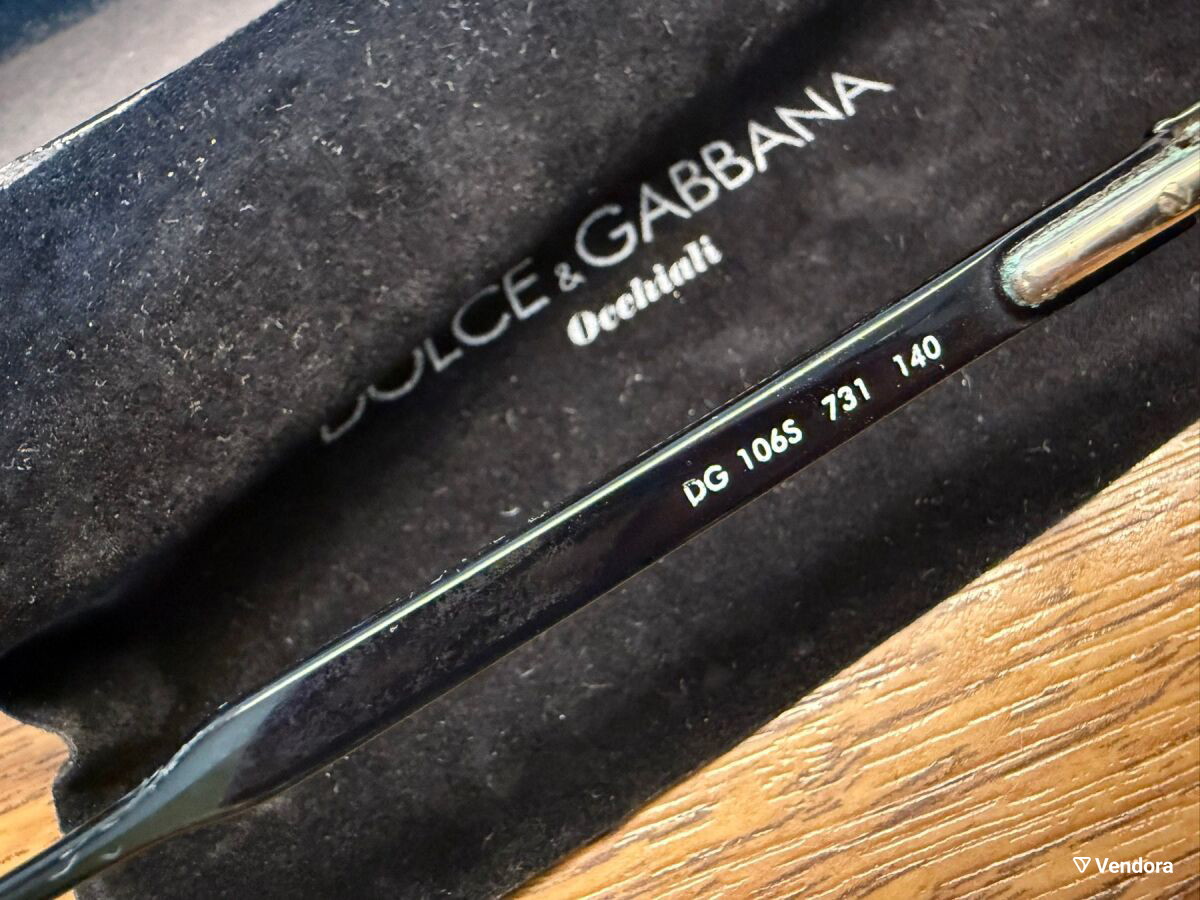 DOLCE & GABBANA
Occhiali
DG 106S 731 140
Vendora